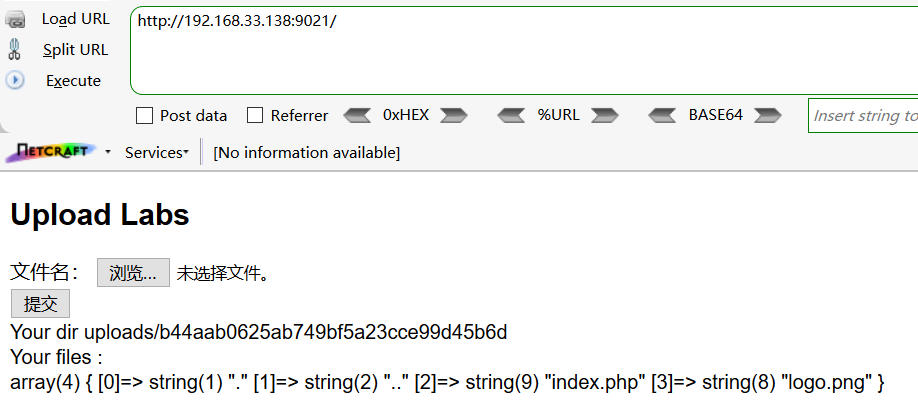 Load URL
http://192.168.33.138:9021/
Split URL
Execute
Post data Referrer 0xHEX %URL BASE64 Insert string to
NETCRAFT Services [No information available]
Upload Labs
文件名： 浏览... 未选择文件。
提交
Your dir uploads/b44aab0625ab749bf5a23cce99d45b6d
Your files :
array(4) { [0]=> string(1) "." [1]=> string(2) ".." [2]=> string(9) "index.php" [3]=> string(8) "logo.png" }